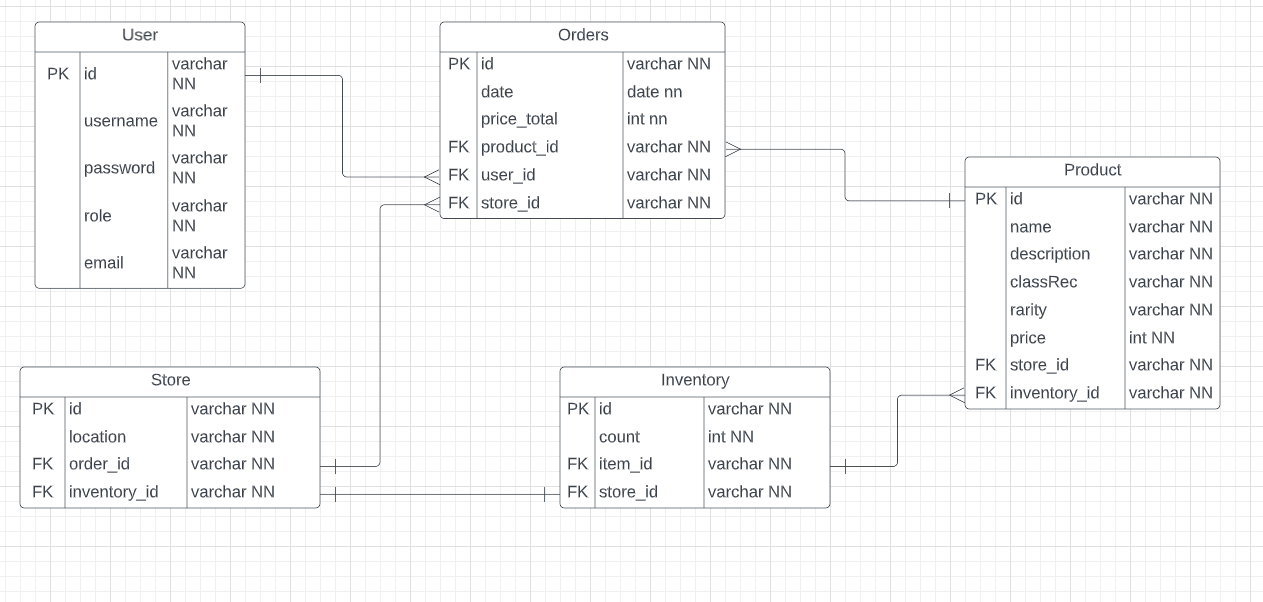 User
PK id varchar NN
username varchar NN
password varchar NN
role varchar NN
email varchar NN
Orders
PK id varchar NN
date date nn
price_total int nn
FK product_id varchar NN
FK user_id varchar NN
FK store_id varchar NN
Product
PK id varchar NN
name varchar NN
description varchar NN
classRec varchar NN
rarity varchar NN
price int NN
FK store_id varchar NN
FK inventory_id varchar NN
Store
PK id varchar NN
location varchar NN
FK order_id varchar NN
FK inventory_id varchar NN
Inventory
PK id varchar NN
count int NN
FK item_id varchar NN
FK store_id varchar NN